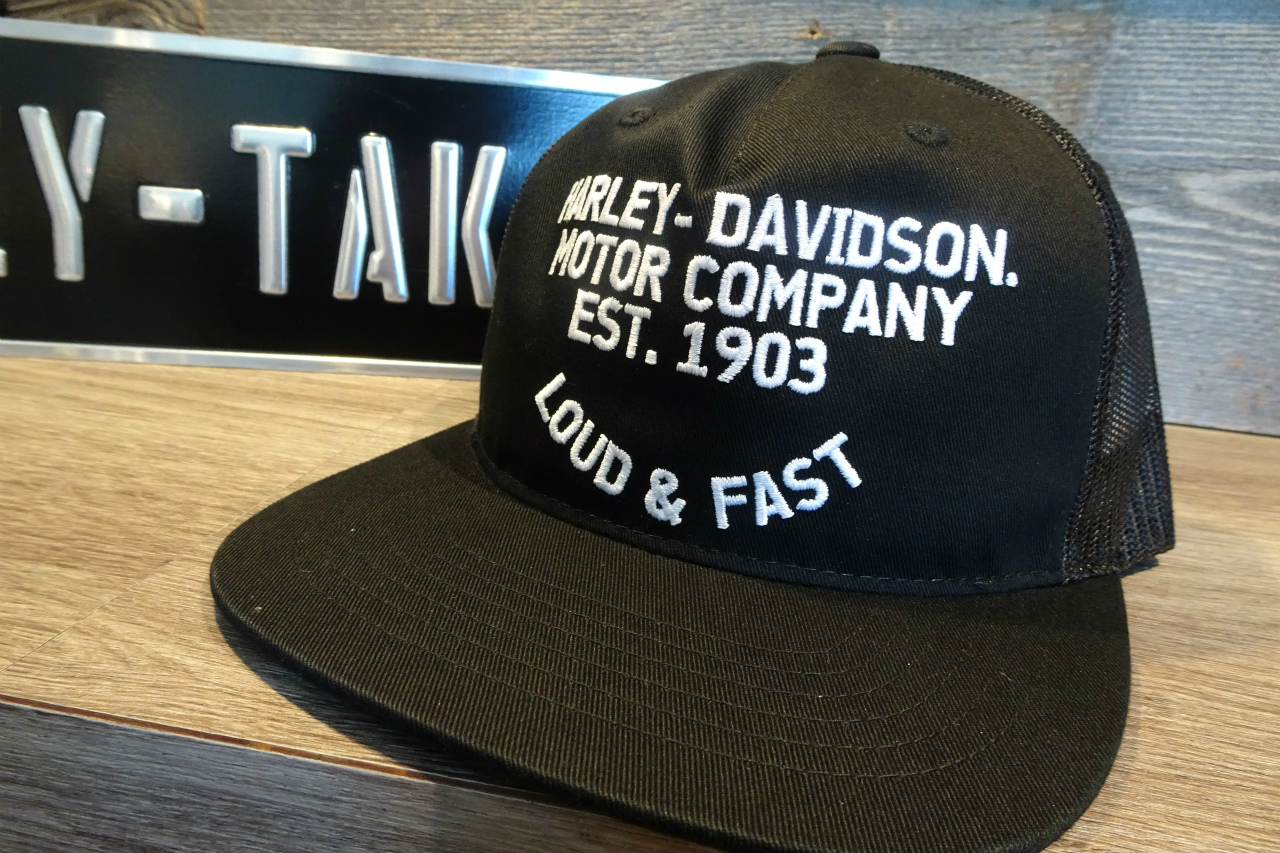 Y-TAK
HARLEY-DAVIDSON.
MOTOR COMPANY
EST. 1903
LOUD & FAST